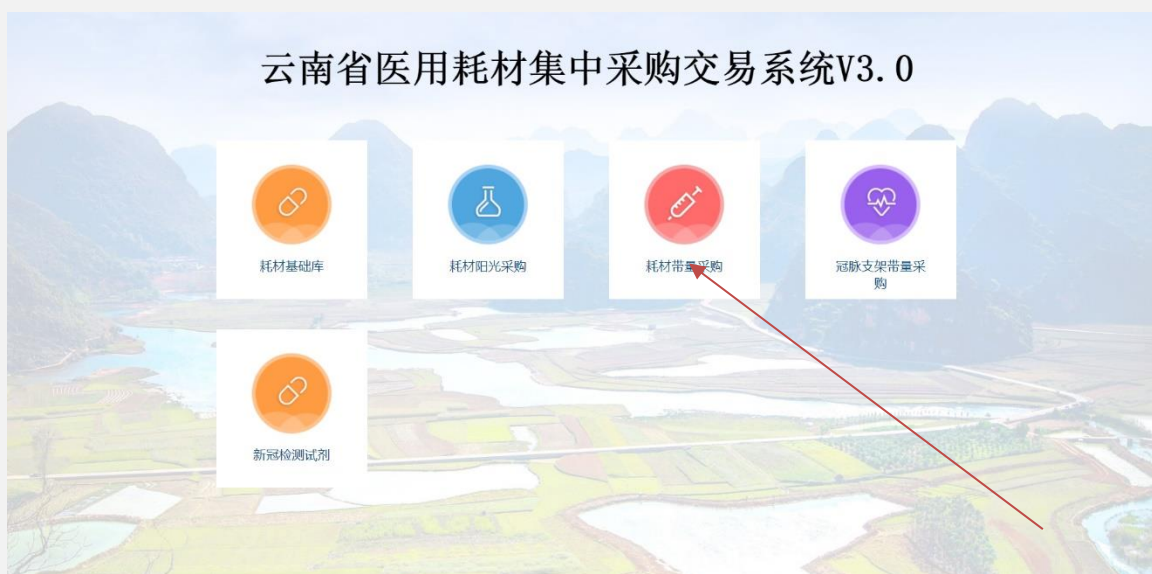 云南省医用耗材集中采购交易系统V3.0
耗材基础库
耗材阳光采购
耗材带量采购
冠脉支架带量采
购
新冠检测试剂